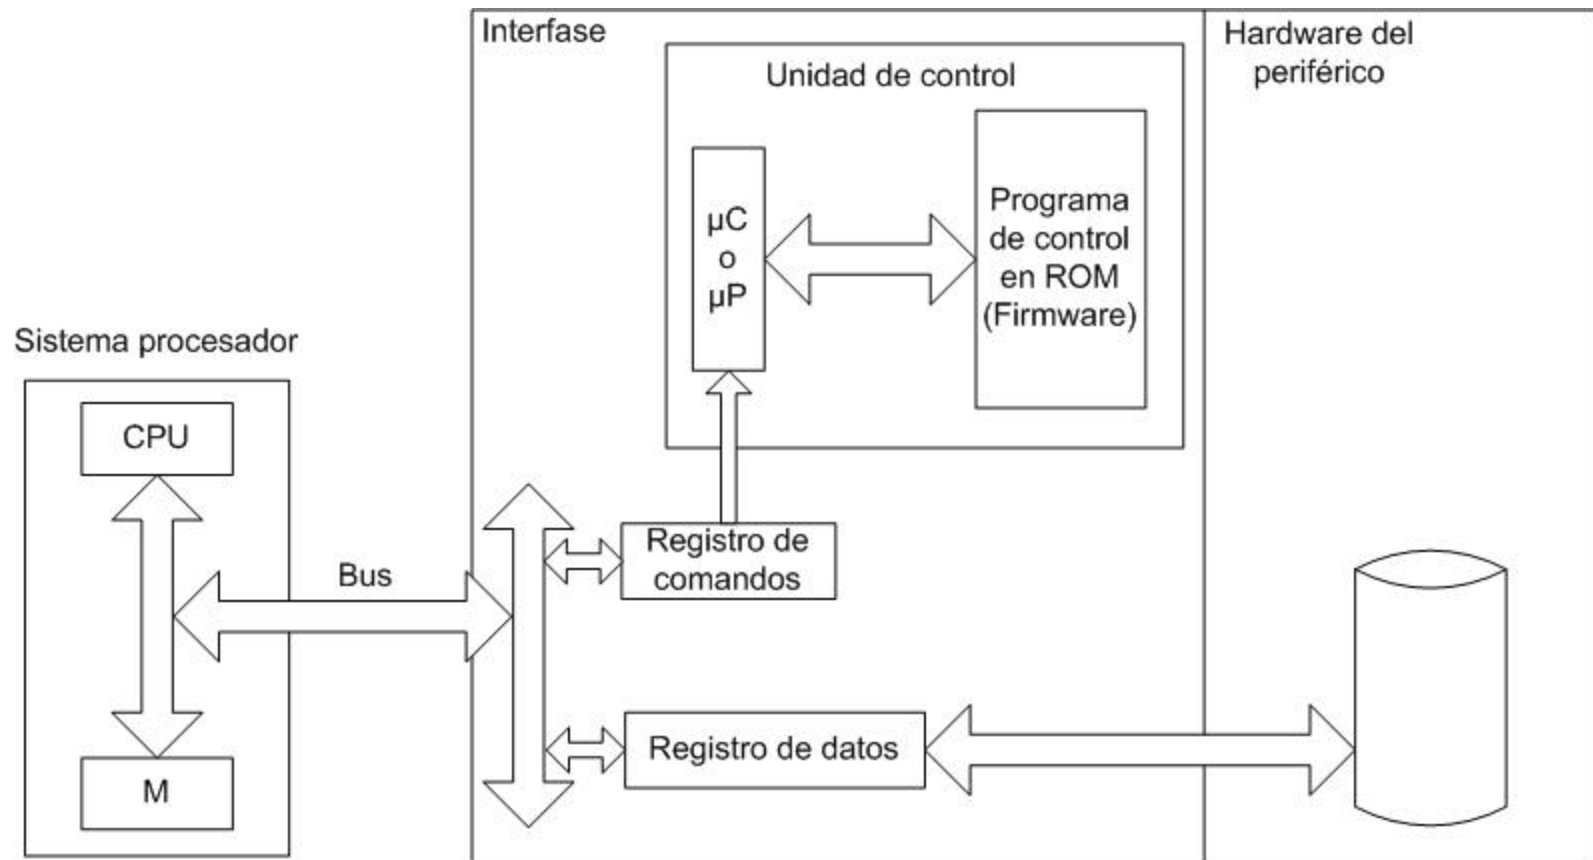 Interfase
Hardware del
periférico
Unidad de control
µC
o
µP
Programa
de control
en ROM
(Firmware)
Sistema procesador
CPU
Bus
M
Registro de
comandos
Registro de datos